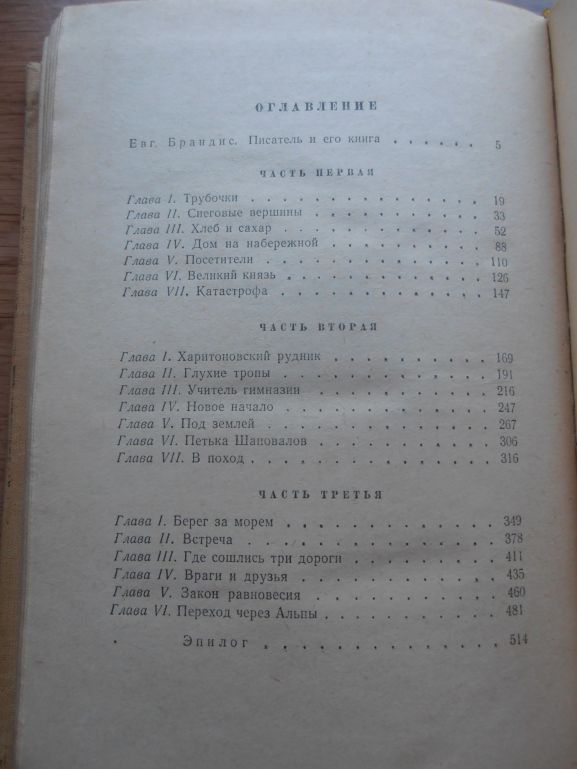 ОГЛАВЛЕНИЕ
Евг. Брандис. Писатель и его книга . . . . . . 5
ЧАСТЬ ПЕРВАЯ
Глава I. Трубочки . . . . . . . . . . . . . . 19
Глава II. Снеговые вершины . . . . . . . . . . 33
Глава III. Хлеб и сахар . . . . . . . . . . . . 52
Глава IV. Дом на набережной . . . . . . . . . 88
Глава V. Посетители . . . . . . . . . . . . . 110
Глава VI. Великий князь . . . . . . . . . . . 126
Глава VII. Катастрофа . . . . . . . . . . . . 147
ЧАСТЬ ВТОРАЯ
Глава I. Харитоновский рудник . . . . . . . . 169
Глава II. Глухие тропы . . . . . . . . . . . 191
Глава III. Учитель гимназии . . . . . . . . . 216
Глава IV. Новое начало . . . . . . . . . . . 247
Глава V. Под землей . . . . . . . . . . . . 267
Глава VI. Петька Шаповалов . . . . . . . . . 306
Глава VII. В поход . . . . . . . . . . . . . 316
ЧАСТЬ ТРЕТЬЯ
Глава I. Берег за морем . . . . . . . . . . . 349
Глава II. Встреча . . . . . . . . . . . . . 378
Глава III. Где сошлись три дороги . . . . . . . 411
Глава IV. Враги и друзья . . . . . . . . . . 435
Глава V. Закон равновесия . . . . . . . . . . 460
Глава VI. Переход через Альпы . . . . . . . . 481
Эпилог . . . . . . . . . . . . . 514